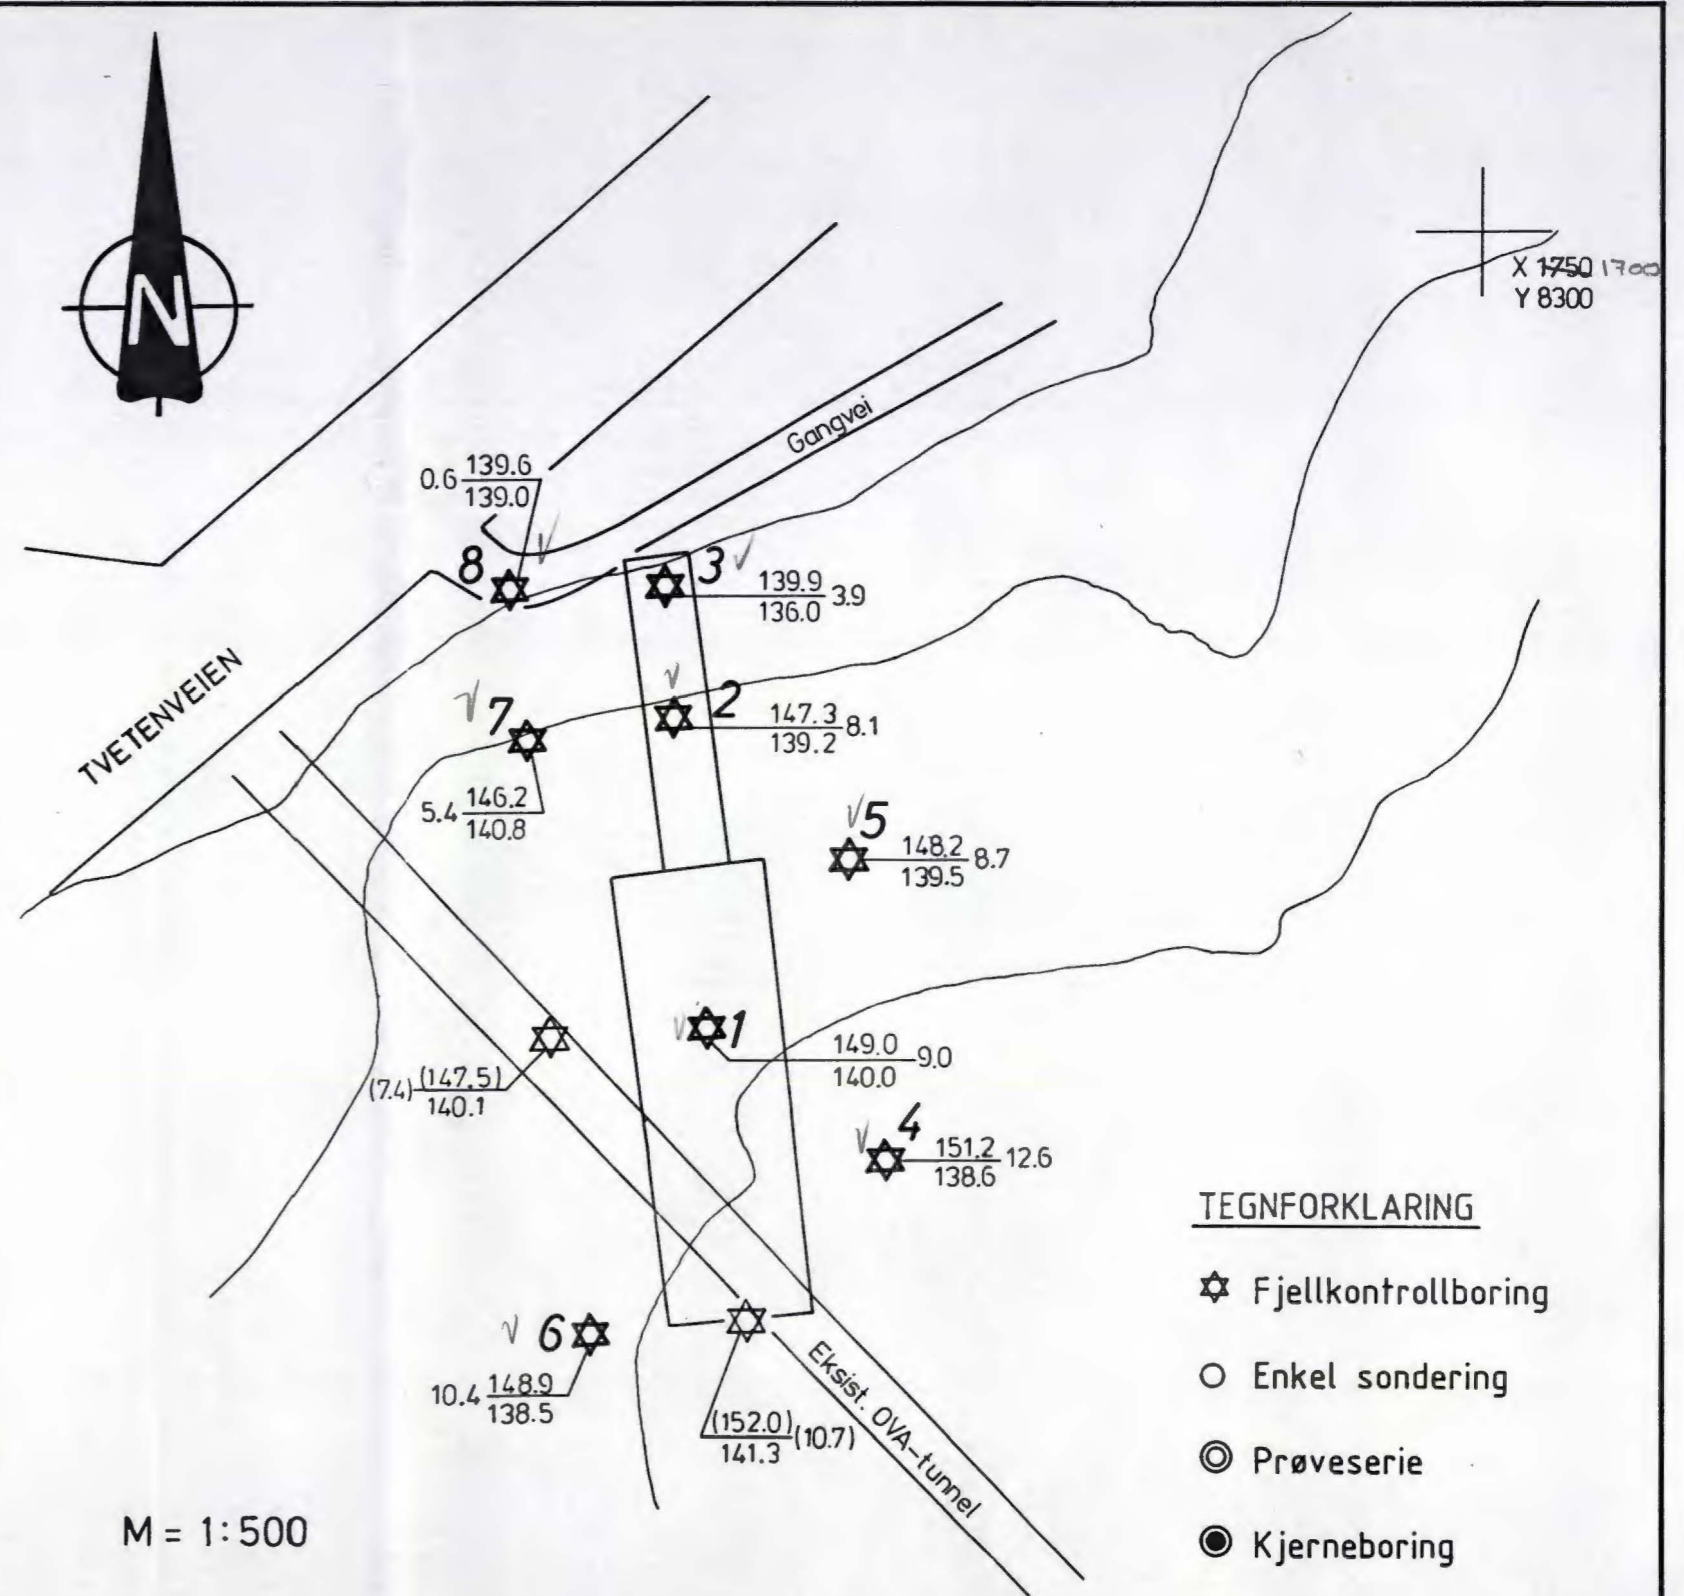 N
X 1750 1700
Y 8300
Gangvei
0.6 139.6
139.0
8
3
139.9 3.9
136.0
TVETENVEIEN
7
2
147.3 8.1
139.2
5.4 146.2
140.8
5
148.2 8.7
139.5
1
149.0 9.0
140.0
(7.4) (147.5)
140.1
4
151.2 12.6
138.6
TEGNFORKLARING
Fjellkontrollboring
6
10.4 148.9
138.5
Eksist. OVA-tunnel
(152.0) (10.7)
141.3
Enkel sondering
Prøveserie
M = 1:500
Kjerneboring